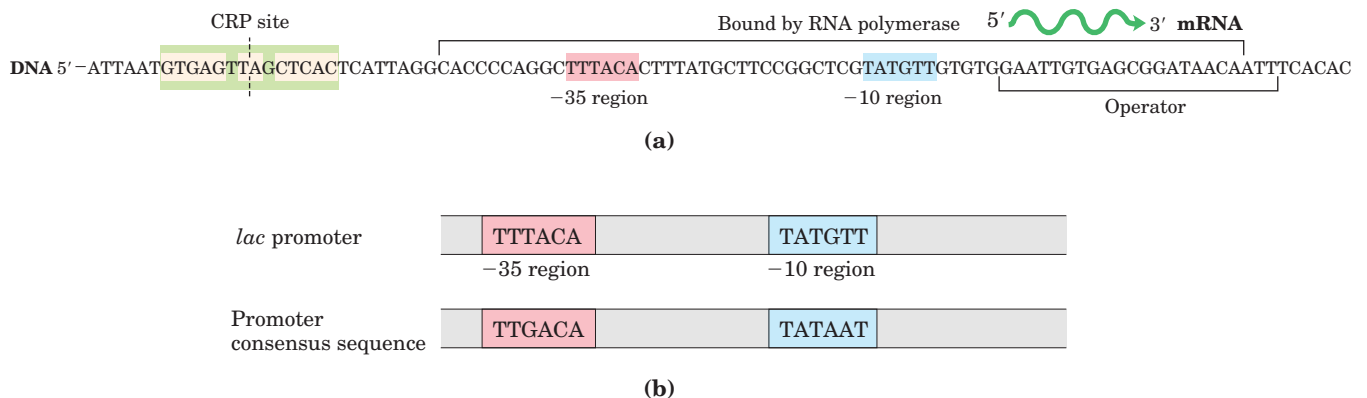 CRP site
Bound by RNA polymerase 5′ 3′ mRNA
DNA 5′–ATTAATGTGAGTTAGCTCACTCATTAGGCACCCCAGGCTTTACACTTTATGCTTCCGGCTCGTATGTTGTGTGGAATTGTGAGCGGATAACAATTTCACAC
−35 region −10 region Operator
(a)
lac promoter TTTACA TATGTT
−35 region −10 region
Promoter
consensus sequence TTGACA TATAAT
(b)